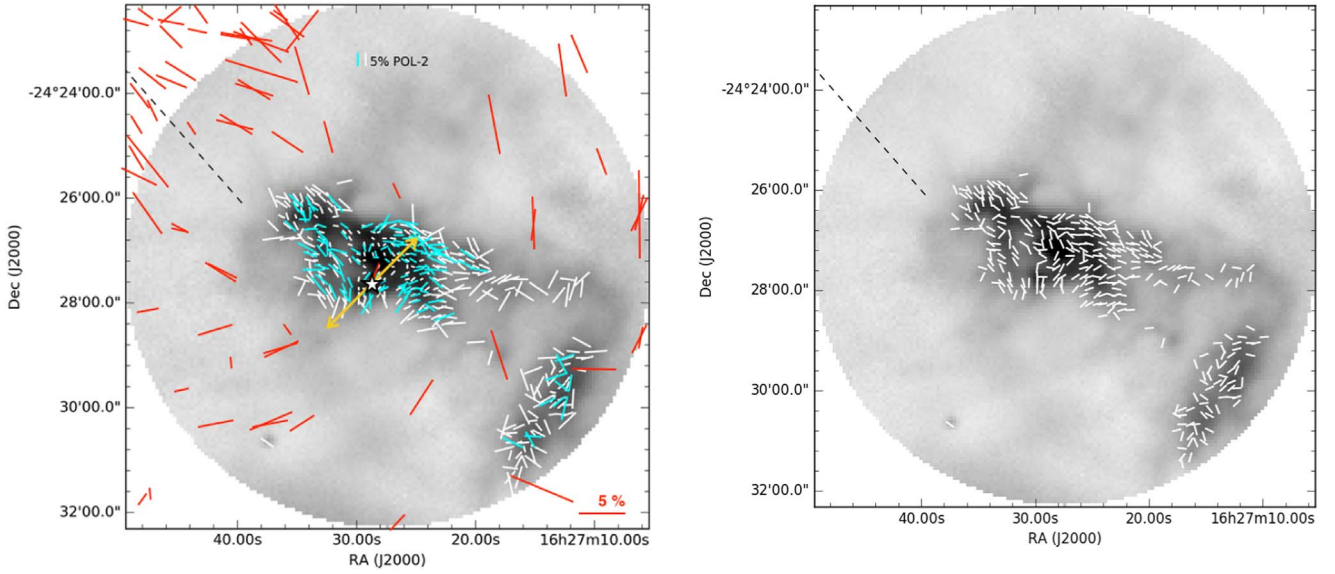 5% POL-2
-24°24'00.0"
26'00.0"
28'00.0"
30'00.0"
32'00.0"
Dec (J2000)
5 %
40.00s
30.00s
20.00s
16h27m10.00s
RA (J2000)
-24°24'00.0"
26'00.0"
28'00.0"
30'00.0"
32'00.0"
Dec (J2000)
40.00s
30.00s
20.00s
16h27m10.00s
RA (J2000)